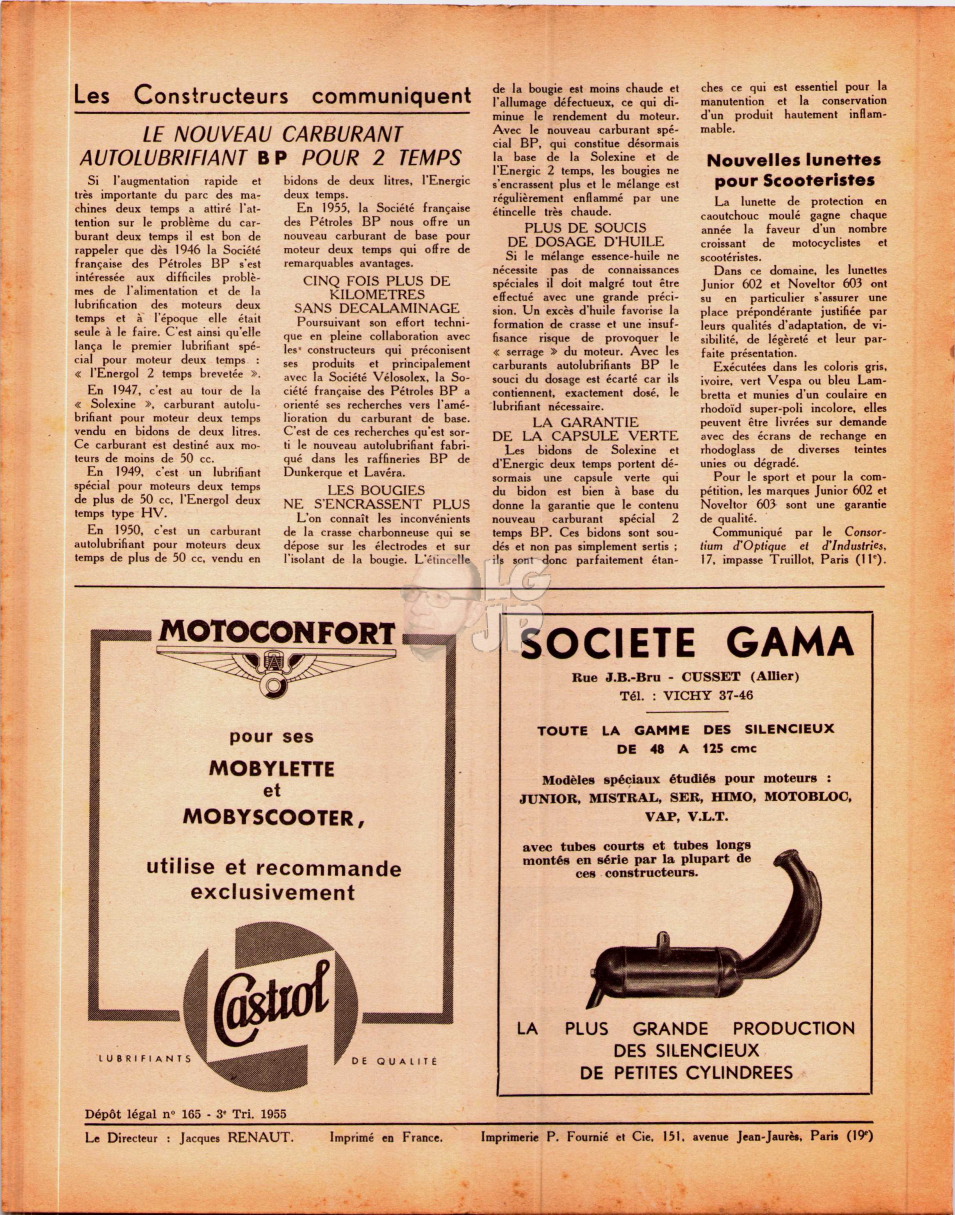 Les Constructeurs communiquent
LE NOUVEAU CARBURANT
AUTOLUBRIFIANT BP POUR 2 TEMPS
Si l'augmentation rapide et
très importante du parc des ma-
chines deux temps a attiré l'at-
tention sur le problème du car-
burant deux temps il est bon de
rappeler que dès 1946 la Société
française des Pétroles BP s'est
intéressée aux difficiles problè-
mes de l'alimentation et de la
lubrification des moteurs deux
temps et à l'époque elle était
seule à le faire. C'est ainsi qu'elle
lança le premier lubrifiant spé-
cial pour moteur deux temps :
« l'Energol 2 temps brevetée ».
En 1947, c'est au tour de la
« Solexine », carburant autolu-
brifiant pour moteur deux temps
vendu en bidons de deux litres.
Ce carburant est destiné aux mo-
teurs de moins de 50 cc.
En 1949, c'est un lubrifiant
spécial pour moteurs deux temps
de plus de 50 cc, l'Energol deux
temps type HV.
En 1950, c'est un carburant
autolubrifiant pour moteurs deux
temps de plus de 50 cc, vendu en
bidons de deux litres, l'Energic
deux temps.
En 1955, la Société française
des Pétroles BP nous offre un
nouveau carburant de base pour
moteur deux temps qui offre de
remarquables avantages.
CINQ FOIS PLUS DE
KILOMETRES
SANS DECALAMINAGE
Poursuivant son effort techni-
que en pleine collaboration avec
les constructeurs qui préconisent
ses produits et principalement
avec la Société Vélosolex, la So-
ciété française des Pétroles BP a
orienté ses recherches vers l'amé-
lioration du carburant de base.
C'est de ces recherches qu'est sor-
ti le nouveau autolubrifiant fabri-
qué dans les raffineries BP de
Dunkerque et Lavéra.
LES BOUGIES
NE S'ENCRASSENT PLUS
L'on connaît les inconvénients
de la crasse charbonneuse qui se
dépose sur les électrodes et sur
l'isolant de la bougie. L'étincelle
de la bougie est moins chaude et
l'allumage défectueux, ce qui di-
minue le rendement du moteur.
Avec le nouveau carburant spé-
cial BP, qui constitue désormais
la base de la Solexine et de
l'Energic 2 temps, les bougies ne
s'encrassent plus et le mélange est
régulièrement enflammé par une
étincelle très chaude.
PLUS DE SOUCIS
DE DOSAGE D'HUILE
Si le mélange essence-huile ne
nécessite pas de connaissances
spéciales il doit malgré tout être
effectué avec une grande préci-
sion. Un excès d'huile favorise la
formation de crasse et une insuf-
fisance risque de provoquer le
« serrage » du moteur. Avec les
carburants autolubrifiants BP le
souci du dosage est écarté car ils
contiennent, exactement dosé, le
lubrifiant nécessaire.
LA GARANTIE
DE LA CAPSULE VERTE
Les bidons de Solexine et
d'Energic deux temps portent dé-
sormais une capsule verte qui
du bidon est bien à base du
donne la garantie que le contenu
nouveau carburant spécial 2
temps BP. Ces bidons sont sou-
dés et non pas simplement sertis ;
ils sont donc parfaitement étan-
ches ce qui est essentiel pour la
manutention et la conservation
d'un produit hautement inflam-
mable.
Nouvelles lunettes
pour Scooteristes
La lunette de protection en
caoutchouc moulé gagne chaque
année la faveur d'un nombre
croissant de motocyclistes et
scootéristes.
Dans ce domaine, les lunettes
Junior 602 et Noveltor 603 ont
su en particulier s'assurer une
place prépondérante justifiée par
leurs qualités d'adaptation, de vi-
sibilité, de légèreté et leur par-
faite présentation.
Exécutées dans les coloris gris,
ivoire, vert Vespa ou bleu Lam-
bretta et munies d'un coulaire en
rhodoïd super-poli incolore, elles
peuvent être livrées sur demande
avec des écrans de rechange en
rhodoglass de diverses teintes
unies ou dégradé.
Pour le sport et pour la com-
pétition, les marques Junior 602 et
Noveltor 603 sont une garantie
de qualité.
Communiqué par le Consor-
tium d'Optique et d'Industries,
17, impasse Truillot, Paris (11e).
LG
JP
MOTOCONFORT
pour ses
MOBYLETTE
et
MOBYSCOOTER,
utilise et recommande
exclusivement
Castrol
LUBRIFIANTS DE QUALITÉ
SOCIETE GAMA
Rue J.B.-Bru - CUSSET (Allier)
Tél. : VICHY 37-46
TOUTE LA GAMME DES SILENCIEUX
DE 48 A 125 cmc
Modèles spéciaux étudiés pour moteurs :
JUNIOR, MISTRAL, SER, HIMO, MOTOBLOC,
VAP, V.L.T.
avec tubes courts et tubes longs
montés en série par la plupart de
ces constructeurs.
LA PLUS GRANDE PRODUCTION
DES SILENCIEUX
DE PETITES CYLINDREES
Dépôt légal n° 165 - 3e Tri. 1955
Le Directeur : Jacques RENAUT. Imprimé en France. Imprimerie P. Fournié et Cie, 151, avenue Jean-Jaurès, Paris (19e)